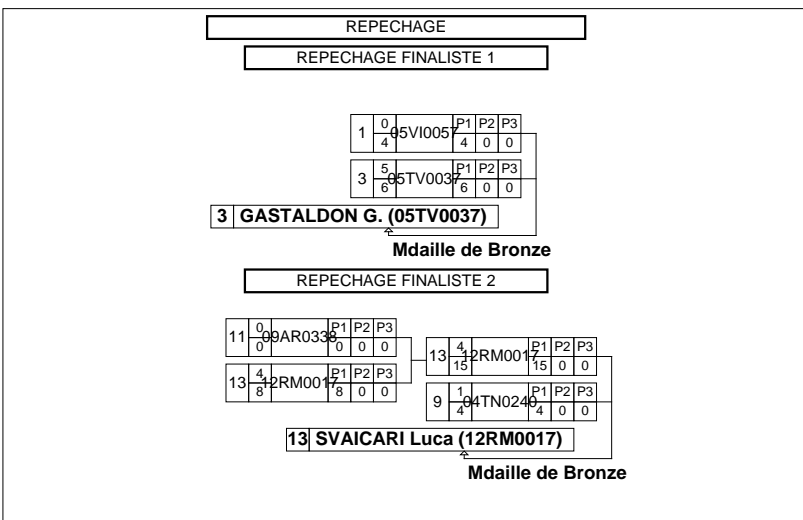 REPECHAGE
REPECHAGE FINALISTE 1
1 0 4 05VI0057 P1 P2 P3
4 0 0
3 5 6 05TV0037 P1 P2 P3
6 0 0
3 GASTALDON G. (05TV0037)
Mdaille de Bronze
REPECHAGE FINALISTE 2
11 0 0 09AR0338 P1 P2 P3
0 0 0
13 4 8 12RM0017 P1 P2 P3
8 0 0
13 4 15 12RM0017 P1 P2 P3
15 0 0
9 1 4 04TN0240 P1 P2 P3
4 0 0
13 SVAICARI Luca (12RM0017)
Mdaille de Bronze